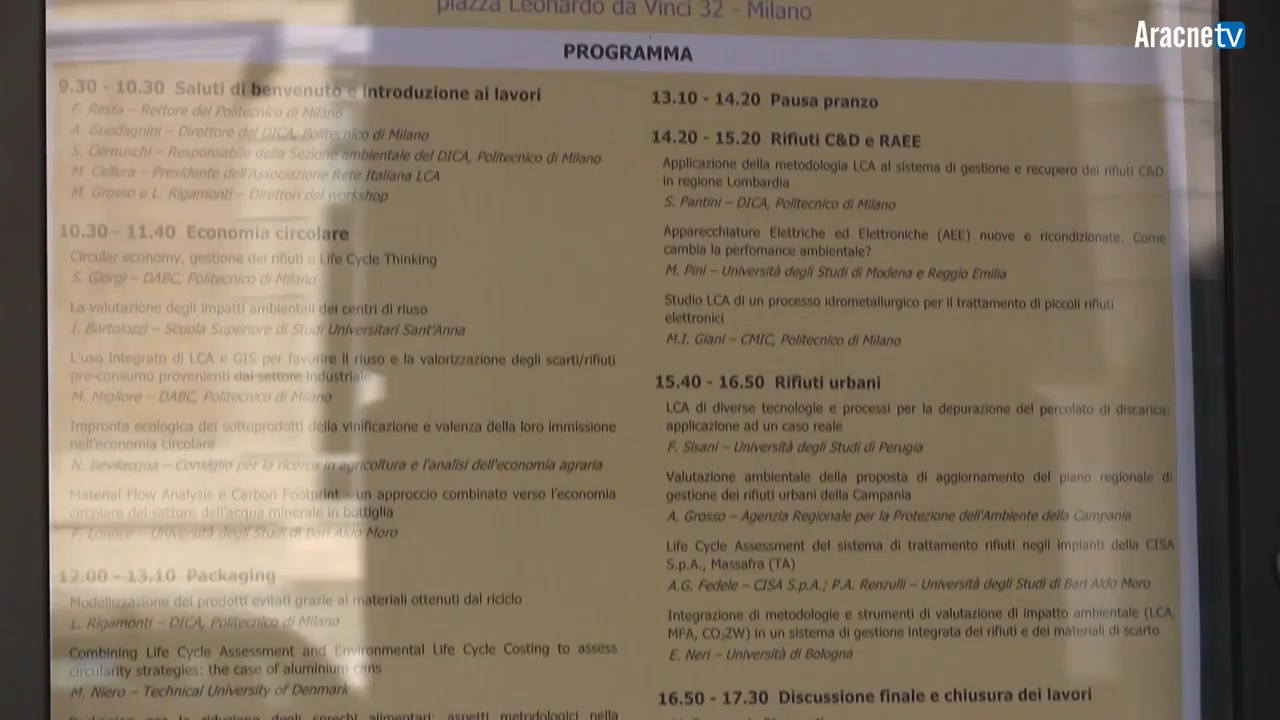 piazza Leonardo da Vinci 32 - Milano
Aracnetv
PROGRAMMA
9.30 - 10.30 Saluti di benvenuto e introduzione ai lavori
F. Resta – Rettore del Politecnico di Milano
A. Guadagnini – Direttore del DICA, Politecnico di Milano
S. Cernuschi – Responsabile della Sezione ambientale del DICA, Politecnico di Milano
M. Cellura – Presidente dell'Associazione Rete Italiana LCA
M. Grosso e L. Rigamonti – Direttori del workshop
10.30 - 11.40 Economia circolare
Circular economy, gestione dei rifiuti e Life Cycle Thinking
S. Giorgi – DABC, Politecnico di Milano
La valutazione degli impatti ambientali dei centri di riuso
I. Bartolozzi – Scuola Superiore di Studi Universitari Sant'Anna
L'uso integrato di LCA e GIS per favorire il riuso e la valorizzazione degli scarti/rifiuti
pre-consumo provenienti dal settore industriale
M. Migliore – DABC, Politecnico di Milano
Impronta ecologica dei sottoprodotti della vinificazione e valenza della loro immissione
nell'economia circolare
N. Bevilacqua – Consiglio per la ricerca in agricoltura e l'analisi dell'economia agraria
Material Flow Analysis e Carbon Footprint - un approccio combinato verso l'economia
circolare del settore dell'acqua minerale in bottiglia
F. Lonoce – Università degli Studi di Bari Aldo Moro
12.00 - 13.10 Packaging
Modellizzazione dei prodotti evitati grazie ai materiali ottenuti dal riciclo
L. Rigamonti – DICA, Politecnico di Milano
Combining Life Cycle Assessment and Environmental Life Cycle Costing to assess
circularity strategies: the case of aluminium cans
M. Niero – Technical University of Denmark
Packaging per la riduzione degli sprechi alimentari: aspetti metodologici nella
13.10 - 14.20 Pausa pranzo
14.20 - 15.20 Rifiuti C&D e RAEE
Applicazione della metodologia LCA al sistema di gestione e recupero dei rifiuti C&D
in regione Lombardia
S. Pantini – DICA, Politecnico di Milano
Apparecchiature Elettriche ed Elettroniche (AEE) nuove e ricondizionate. Come
cambia la perfomance ambientale?
M. Pini – Università degli Studi di Modena e Reggio Emilia
Studio LCA di un processo idrometallurgico per il trattamento di piccoli rifiuti
elettronici
M.I. Giani – CMIC, Politecnico di Milano
15.40 - 16.50 Rifiuti urbani
LCA di diverse tecnologie e processi per la depurazione del percolato di discarica:
applicazione ad un caso reale
F. Sisani – Università degli Studi di Perugia
Valutazione ambientale della proposta di aggiornamento del piano regionale di
gestione dei rifiuti urbani della Campania
A. Grosso – Agenzia Regionale per la Protezione dell'Ambiente della Campania
Life Cycle Assessment del sistema di trattamento rifiuti negli impianti della CISA
S.p.A., Massafra (TA)
A.G. Fedele – CISA S.p.A.; P.A. Renzulli – Università degli Studi di Bari Aldo Moro
Integrazione di metodologie e strumenti di valutazione di impatto ambientale (LCA,
MFA, CO₂ZW) in un sistema di gestione integrata dei rifiuti e dei materiali di scarto
E. Neri – Università di Bologna
16.50 - 17.30 Discussione finale e chiusura dei lavori